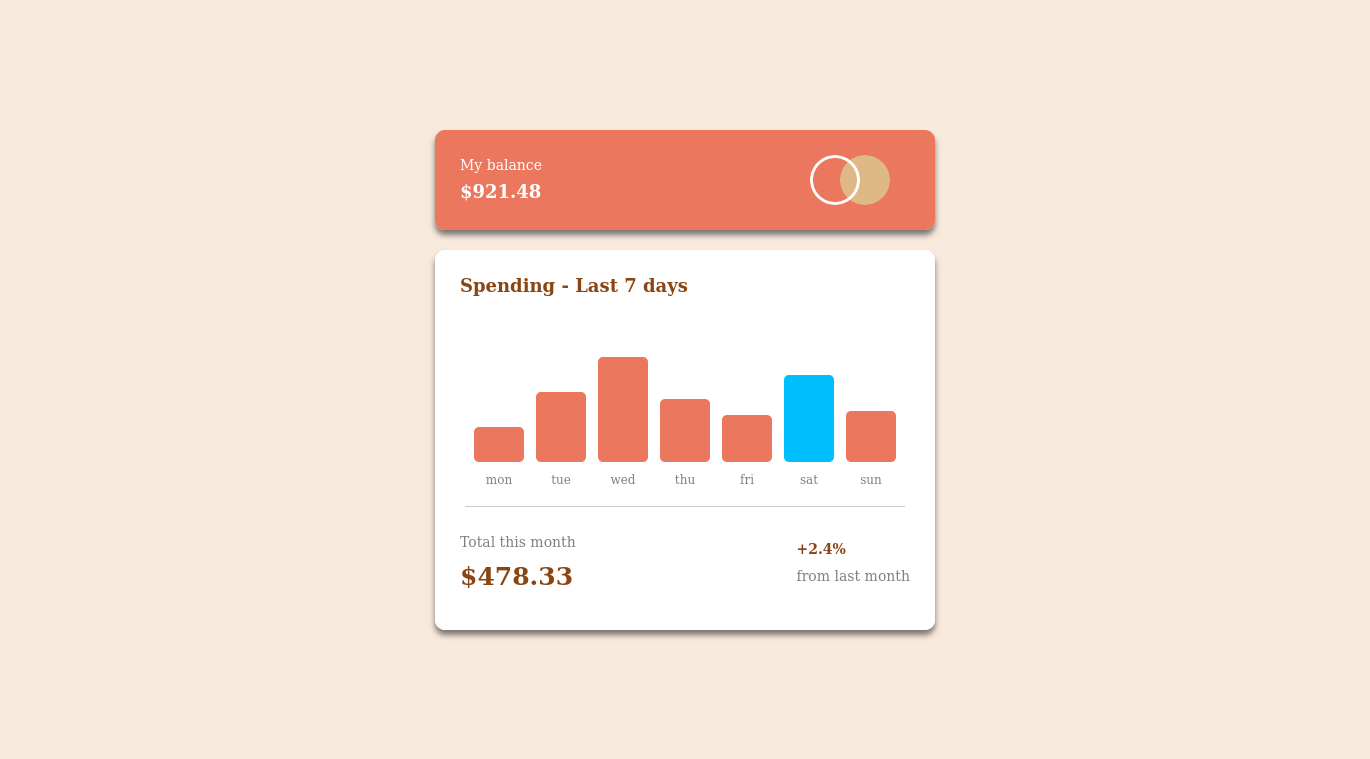 My balance
$921.48
Spending - Last 7 days
mon tue wed thu fri sat sun
Total this month
$478.33
+2.4%
from last month